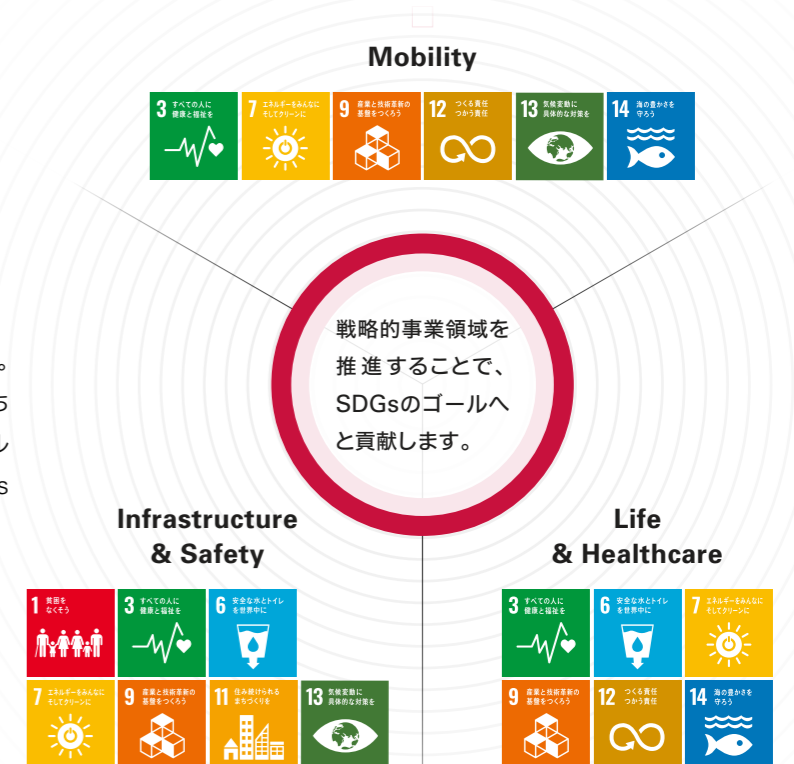 Mobility
3 すべての人に
健康と福祉を
7 エネルギーをみんなに
そしてクリーンに
9 産業と技術革新の
基盤をつくろう
12 つくる責任
つかう責任
13 気候変動に
具体的な対策を
14 海の豊かさを
守ろう
戦略的事業領域を
推進することで、
SDGsのゴールへ
と貢献します。
。
ち
ル
s
Infrastructure
& Safety
1 貧困を
なくそう
3 すべての人に
健康と福祉を
6 安全な水とトイレ
を世界中に
7 エネルギーをみんなに
そしてクリーンに
9 産業と技術革新の
基盤をつくろう
11 住み続けられる
まちづくりを
13 気候変動に
具体的な対策を
Life
& Healthcare
3 すべての人に
健康と福祉を
6 安全な水とトイレ
を世界中に
7 エネルギーをみんなに
そしてクリーンに
9 産業と技術革新の
基盤をつくろう
12 つくる責任
つかう責任
14 海の豊かさを
守ろう